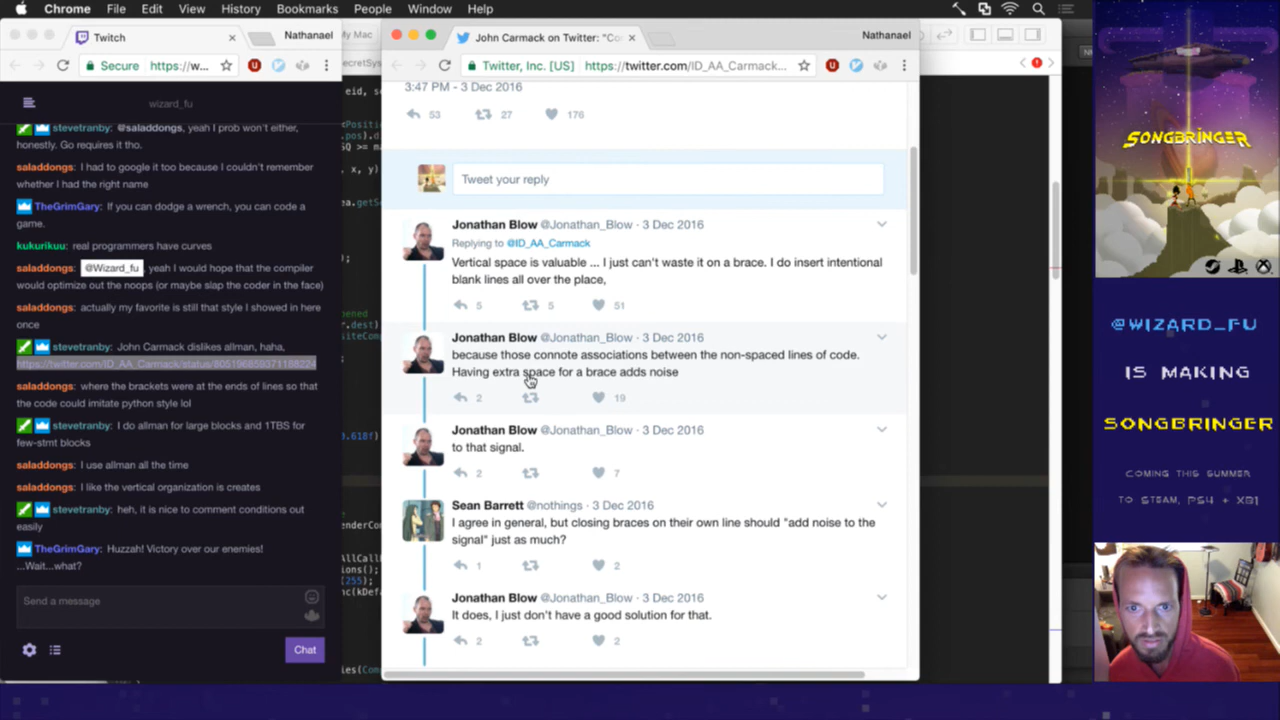 Chrome File Edit View History Bookmarks People Window Help
Twitch
Nathanael
Secure https://w...
wizard_fu
stevetranby: @saladdongs, yeah I prob won't either,
honestly. Go requires it tho.
saladdongs: I had to google it too because I couldn't remember
whether I had the right name
TheGrimGary: If you can dodge a wrench, you can code a
game.
kukurikuu: real programmers have curves
saladdongs: @Wizard_fu, yeah I would hope that the compiler
would optimize out the noops (or maybe slap the coder in the face)
saladdongs: actually my favorite is still that style I showed in here
once
stevetranby: John Carmack dislikes allman, haha,
https://twitter.com/ID_AA_Carmack/status/805196859371188224
saladdongs: where the brackets were at the ends of lines so that
the code could imitate python style lol
stevetranby: I do allman for large blocks and 1TBS for
few-stmt blocks
saladdongs: I use allman all the time
saladdongs: I like the vertical organization is creates
stevetranby: heh, it is nice to comment conditions out
easily
TheGrimGary: Huzzah! Victory over our enemies!
...Wait...what?
Send a message
Chat
John Carmack on Twitter: "Co
Nathanael
Twitter, Inc. [US] https://twitter.com/ID_AA_Carmack...
3:47 PM - 3 Dec 2016
53 27 176
Tweet your reply
Jonathan Blow @Jonathan_Blow · 3 Dec 2016
Replying to @ID_AA_Carmack
Vertical space is valuable ... I just can't waste it on a brace. I do insert intentional
blank lines all over the place,
5 5 51
Jonathan Blow @Jonathan_Blow · 3 Dec 2016
because those connote associations between the non-spaced lines of code.
Having extra space for a brace adds noise
2 19
Jonathan Blow @Jonathan_Blow · 3 Dec 2016
to that signal.
2 7
Sean Barrett @nothings · 3 Dec 2016
I agree in general, but closing braces on their own line should "add noise to the
signal" just as much?
1 2
Jonathan Blow @Jonathan_Blow · 3 Dec 2016
It does, I just don't have a good solution for that.
2 2
SONGBRINGER
@WIZARD_FU
IS MAKING
SONGBRINGER
COMING THIS SUMMER
TO STEAM, PS4 + XB1